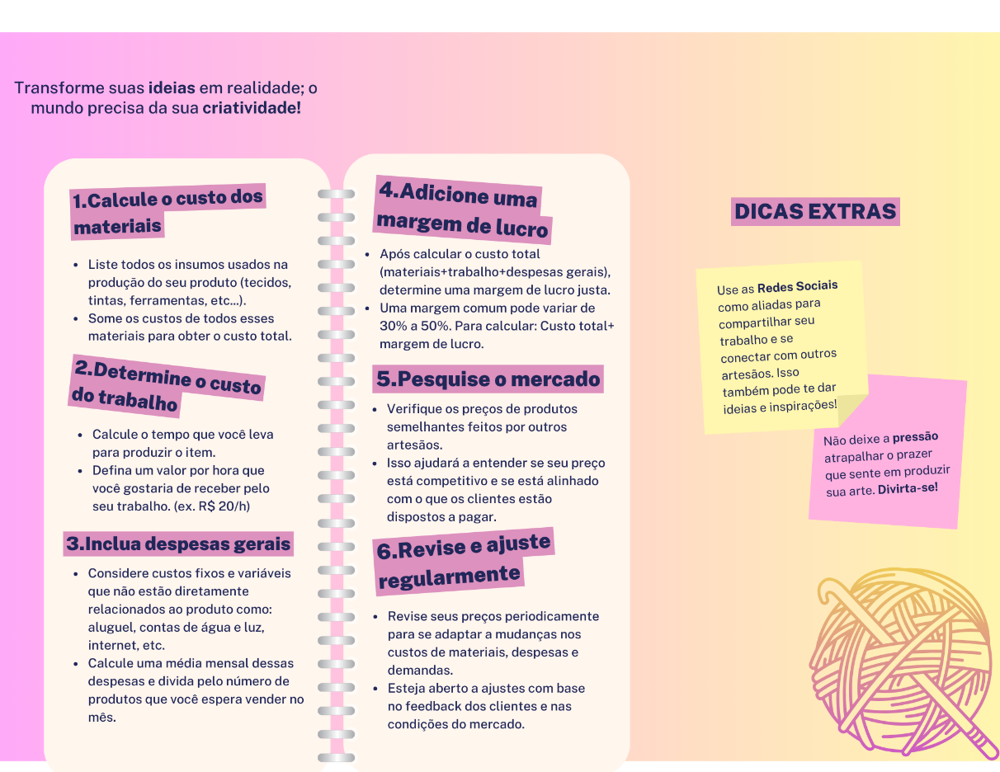 Transforme suas ideias em realidade; o
mundo precisa da sua criatividade!
1.Calcule o custo dos
materiais
• Liste todos os insumos usados na
produção do seu produto (tecidos,
tintas, ferramentas, etc...).
• Some os custos de todos esses
materiais para obter o custo total.
2.Determine o custo
do trabalho
• Calcule o tempo que você leva
para produzir o item.
• Defina um valor por hora que
você gostaria de receber pelo
seu trabalho. (ex. R$ 20/h)
3.Inclua despesas gerais
• Considere custos fixos e variáveis
que não estão diretamente
relacionados ao produto como:
aluguel, contas de água e luz,
internet, etc.
• Calcule uma média mensal dessas
despesas e divida pelo número de
produtos que você espera vender no
mês.
4.Adicione uma
margem de lucro
• Após calcular o custo total
(materiais+trabalho+despesas gerais),
determine uma margem de lucro justa.
• Uma margem comum pode variar de
30% a 50%. Para calcular: Custo total+
margem de lucro.
5.Pesquise o mercado
• Verifique os preços de produtos
semelhantes feitos por outros
artesãos.
• Isso ajudará a entender se seu preço
está competitivo e se está alinhado
com o que os clientes estão
dispostos a pagar.
6.Revise e ajuste
regularmente
• Revise seus preços periodicamente
para se adaptar a mudanças nos
custos de materiais, despesas e
demandas.
• Esteja aberto a ajustes com base
no feedback dos clientes e nas
condições do mercado.
DICAS EXTRAS
Use as Redes Sociais
como aliadas para
compartilhar seu
trabalho e se
conectar com outros
artesãos. Isso
também pode te dar
ideias e inspirações!
Não deixe a pressão
atrapalhar o prazer
que sente em produzir
sua arte. Divirta-se!